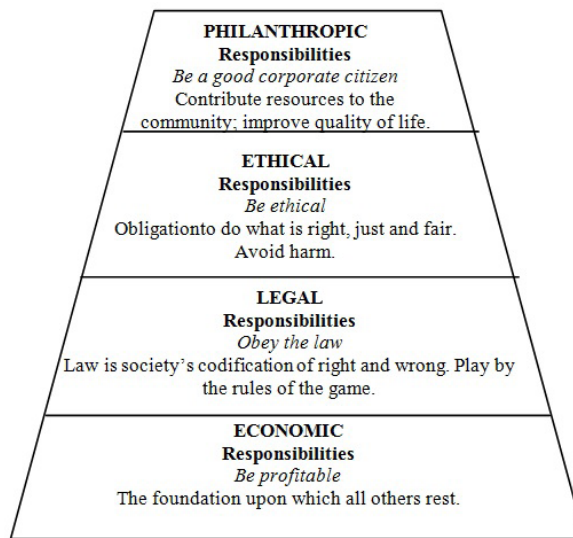 PHILANTHROPIC
Responsibilities
Be a good corporate citizen
Contribute resources to the
community; improve quality of life.
ETHICAL
Responsibilities
Be ethical
Obligationto do what is right, just and fair.
Avoid harm.
LEGAL
Responsibilities
Obey the law
Law is society’s codification of right and wrong. Play by
the rules of the game.
ECONOMIC
Responsibilities
Be profitable
The foundation upon which all others rest.